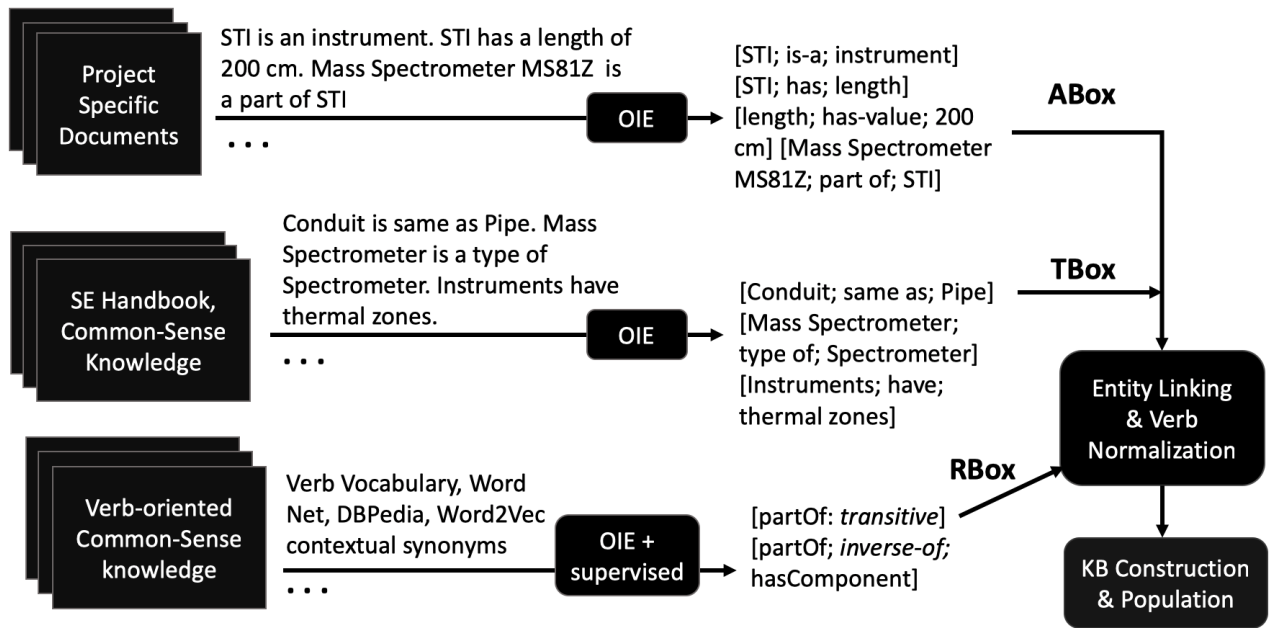 Project
Specific
Documents
STI is an instrument. STI has a length of
200 cm. Mass Spectrometer MS81Z is
a part of STI
...
OIE
[STI; is-a; instrument]
[STI; has; length]
[length; has-value; 200
cm] [Mass Spectrometer
MS81Z; part of; STI]
ABox
SE Handbook,
Common-Sense
Knowledge
Conduit is same as Pipe. Mass
Spectrometer is a type of
Spectrometer. Instruments have
thermal zones.
...
OIE
[Conduit; same as; Pipe]
[Mass Spectrometer;
type of; Spectrometer]
[Instruments; have;
thermal zones]
TBox
Verb-oriented
Common-Sense
knowledge
Verb Vocabulary, Word
Net, DBPedia, Word2Vec
contextual synonyms
...
OIE +
supervised
[partOf: transitive]
[partOf; inverse-of;
hasComponent]
RBox
Entity Linking
& Verb
Normalization
KB Construction
& Population